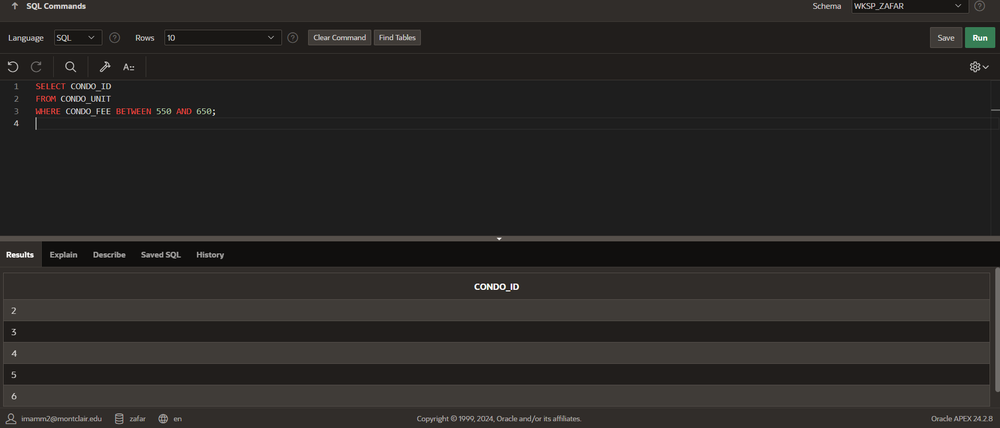 SQL Commands Schema WKSP_ZAFAR ?
Language SQL ? Rows 10 ? Clear Command Find Tables Save Run
A
1 SELECT CONDO_ID
2 FROM CONDO_UNIT
3 WHERE CONDO_FEE BETWEEN 550 AND 650;
4
Results Explain Describe Saved SQL History
CONDO_ID
2
3
4
5
6
imamm2@montclair.edu zafar en Copyright © 1999, 2024, Oracle and/or its affiliates. Oracle APEX 24.2.8